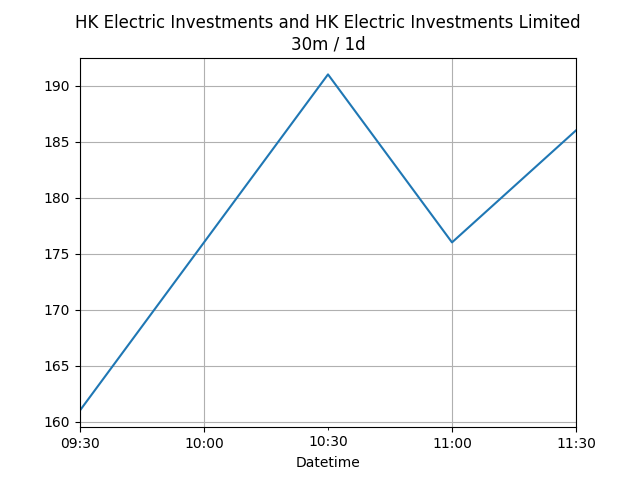 HK Electric Investments and HK Electric Investments Limited
30m / 1d
190
185
180
175
170
165
160
09:30 10:00 10:30 11:00 11:30
Datetime